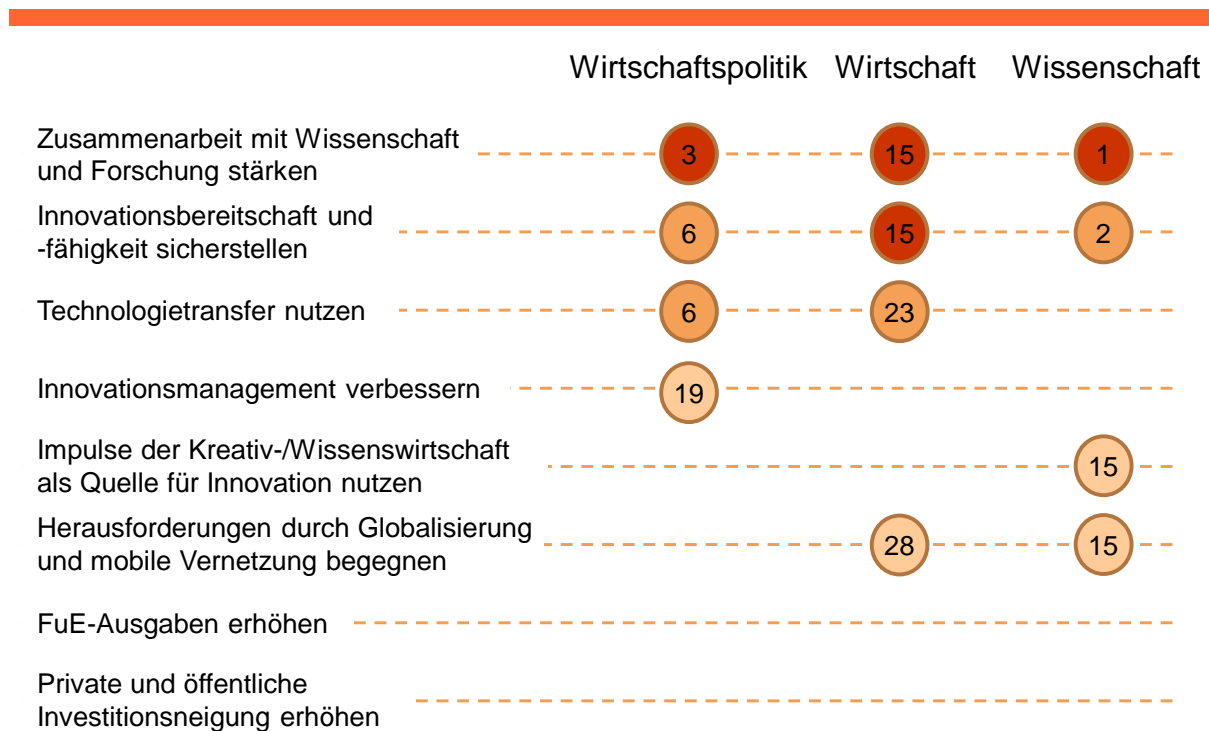 Wirtschaftspolitik Wirtschaft Wissenschaft
Zusammenarbeit mit Wissenschaft
und Forschung stärken
3 15 1
Innovationsbereitschaft und
-fähigkeit sicherstellen
6 15 2
Technologietransfer nutzen
6 23
Innovationsmanagement verbessern
19
Impulse der Kreativ-/Wissenswirtschaft
als Quelle für Innovation nutzen
15
Herausforderungen durch Globalisierung
und mobile Vernetzung begegnen
28 15
FuE-Ausgaben erhöhen
Private und öffentliche
Investitionsneigung erhöhen